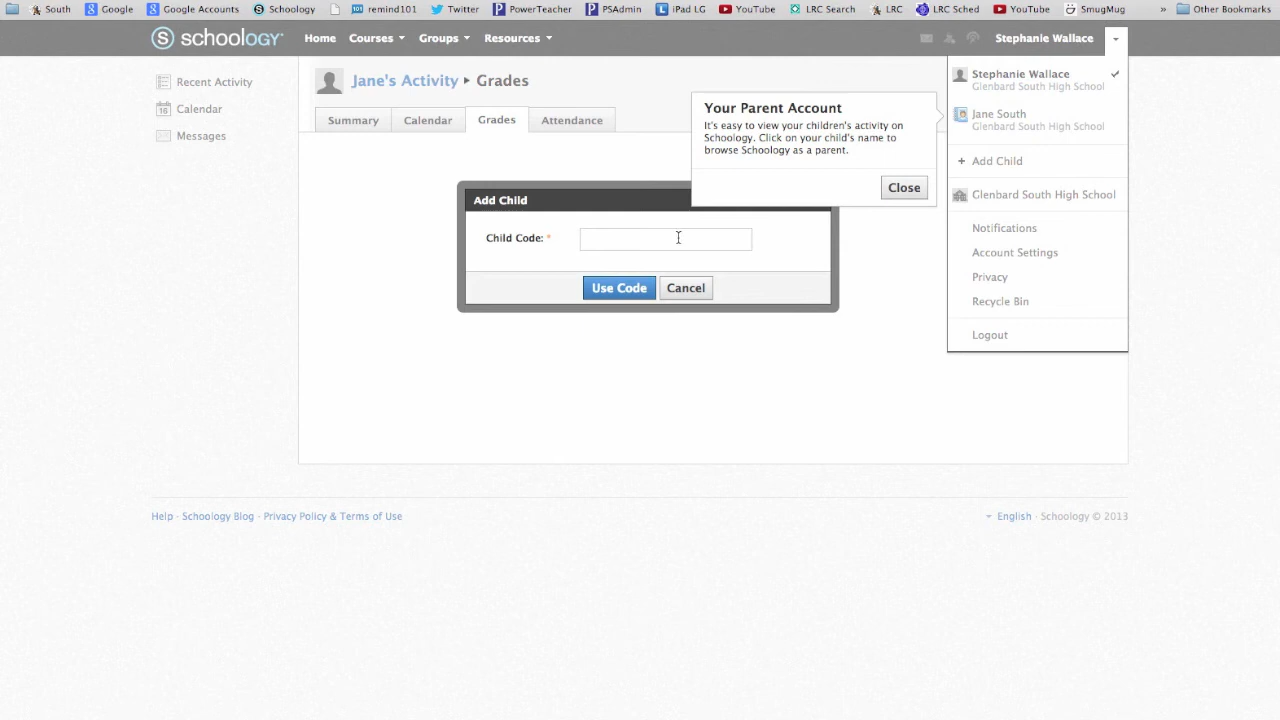 South Google Google Accounts Schoology remind101 Twitter PowerTeacher PSAdmin iPad LG YouTube LRC Search LRC LRC Sched YouTube SmugMug » Other Bookmarks
S schoology Home Courses Groups Resources Stephanie Wallace
Recent Activity
16 Calendar
Messages
Jane's Activity ▸ Grades
Summary Calendar Grades Attendance
Your Parent Account
It's easy to view your children's activity on
Schoology. Click on your child's name to
browse Schoology as a parent.
Close
Add Child
Child Code: *
Use Code Cancel
Stephanie Wallace
Glenbard South High School
Jane South
Glenbard South High School
+ Add Child
Glenbard South High School
Notifications
Account Settings
Privacy
Recycle Bin
Logout
Help · Schoology Blog · Privacy Policy & Terms of Use
English · Schoology © 2013